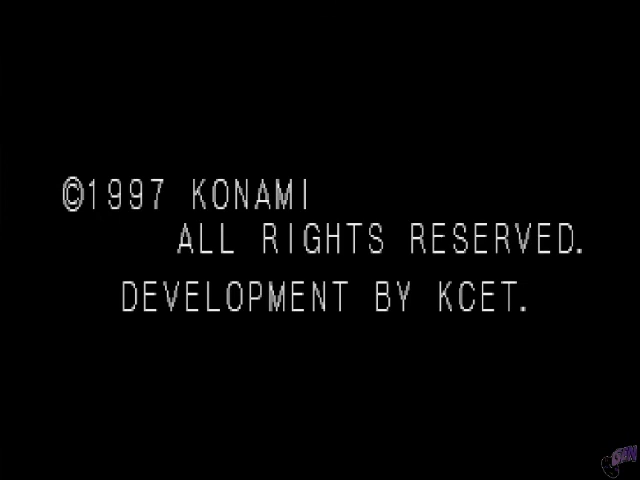 ©1997 KONAMI
ALL RIGHTS RESERVED.
DEVELOPMENT BY KCET.